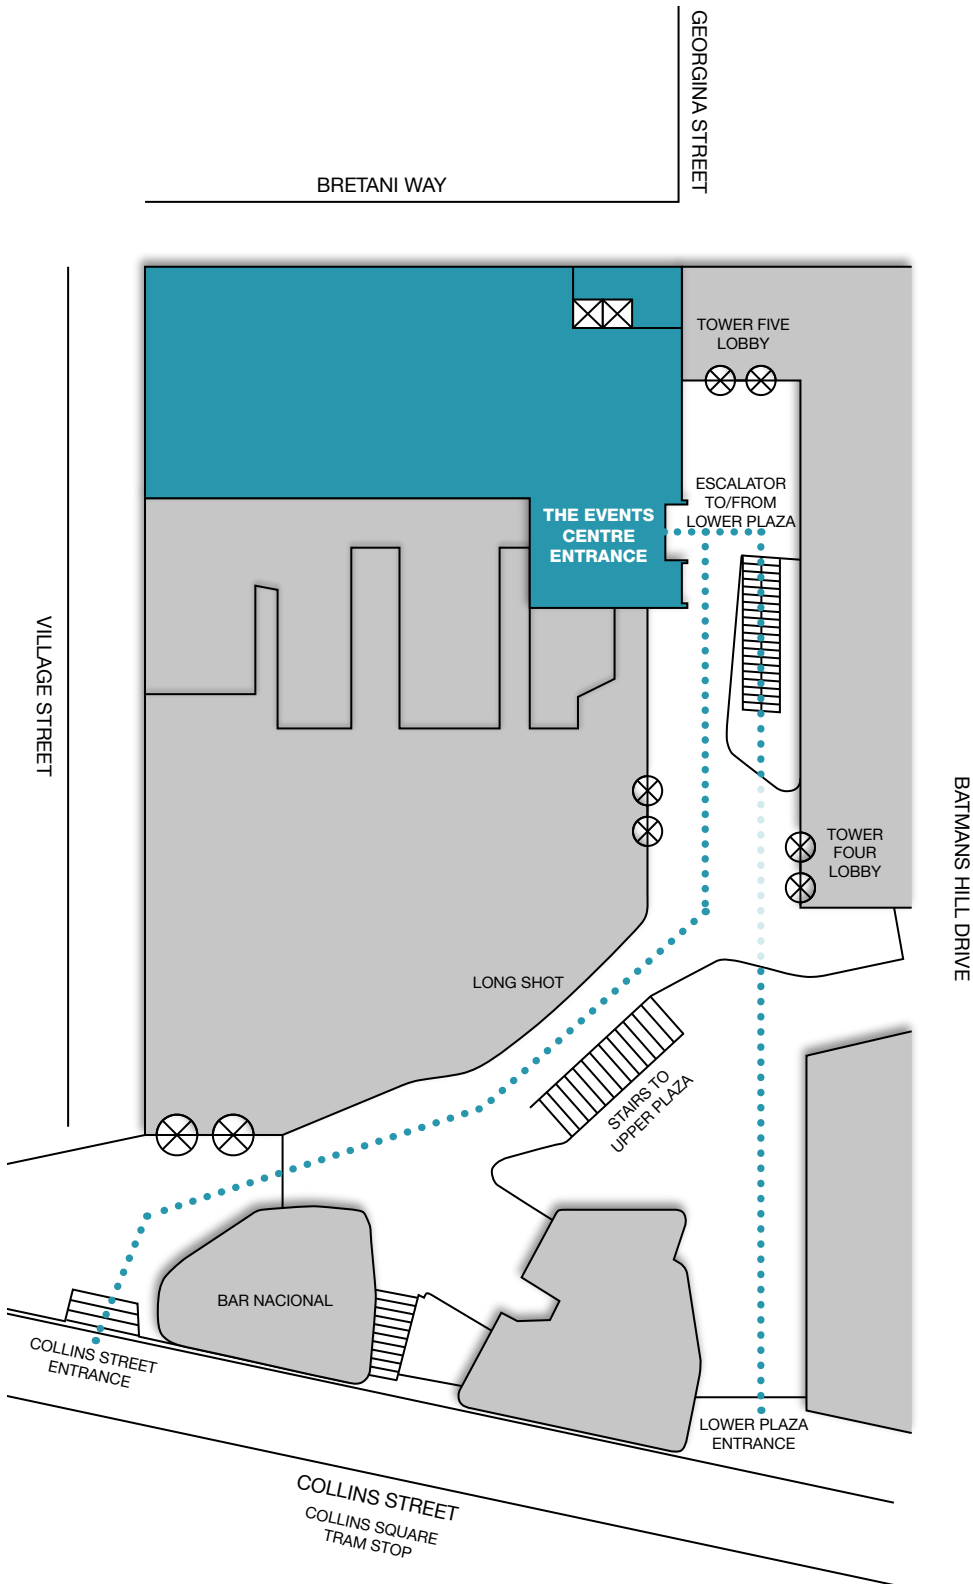 GEORGINA STREET
BRETANI WAY
TOWER FIVE
LOBBY
ESCALATOR
TO/FROM
LOWER PLAZA
THE EVENTS
CENTRE
ENTRANCE
VILLAGE STREET
BATMANS HILL DRIVE
TOWER
FOUR
LOBBY
LONG SHOT
STAIRS TO
UPPER PLAZA
BAR NACIONAL
COLLINS STREET
ENTRANCE
LOWER PLAZA
ENTRANCE
COLLINS STREET
COLLINS SQUARE
TRAM STOP